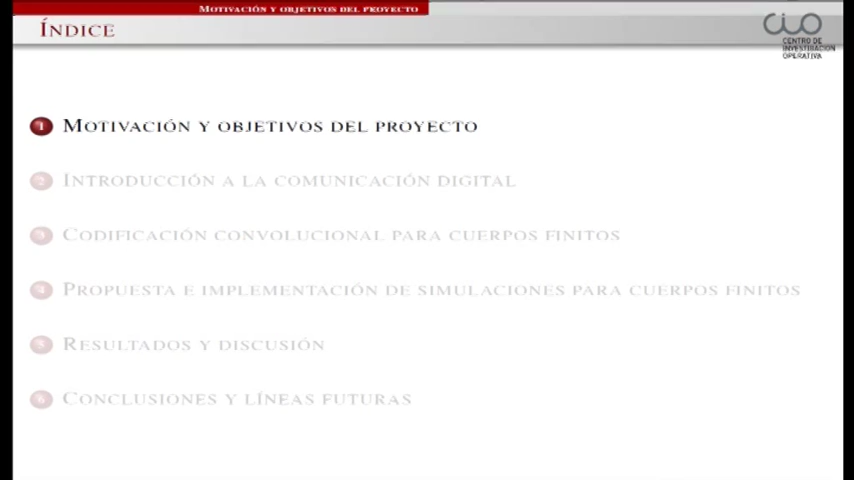 MOTIVACIÓN Y OBJETIVOS DEL PROYECTO
ÍNDICE
CIO
CENTRO DE
INVESTIGACION
OPERATIVA
1 MOTIVACIÓN Y OBJETIVOS DEL PROYECTO
2 INTRODUCCIÓN A LA COMUNICACIÓN DIGITAL
3 CODIFICACIÓN CONVOLUCIONAL PARA CUERPOS FINITOS
4 PROPUESTA E IMPLEMENTACIÓN DE SIMULACIONES PARA CUERPOS FINITOS
5 RESULTADOS Y DISCUSIÓN
6 CONCLUSIONES Y LÍNEAS FUTURAS